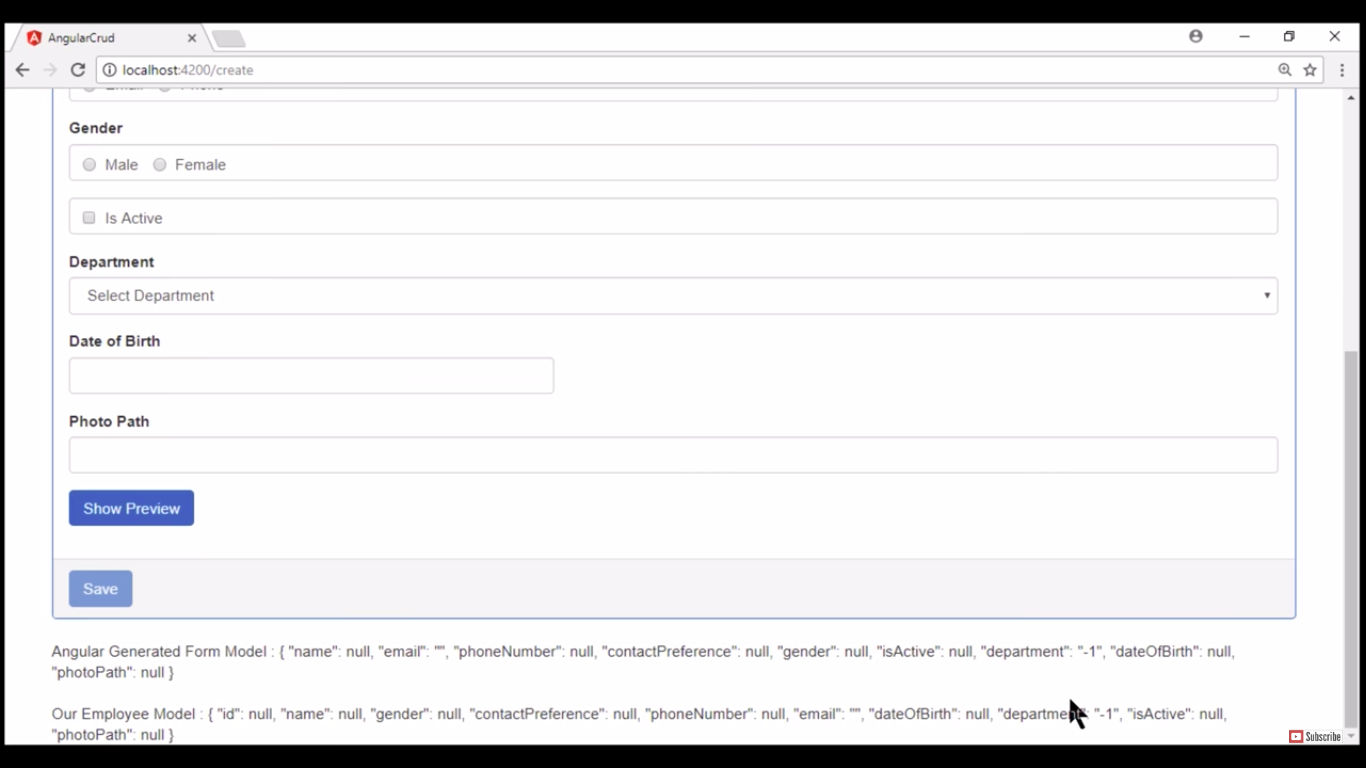 AngularCrud
localhost:4200/create
Email Phone
Gender
Male Female
Is Active
Department
Select Department
Date of Birth
Photo Path
Show Preview
Save
Angular Generated Form Model : { "name": null, "email": "", "phoneNumber": null, "contactPreference": null, "gender": null, "isActive": null, "department": "-1", "dateOfBirth": null,
"photoPath": null }
Our Employee Model : { "id": null, "name": null, "gender": null, "contactPreference": null, "phoneNumber": null, "email": "", "dateOfBirth": null, "department": "-1", "isActive": null,
"photoPath": null }
Subscribe